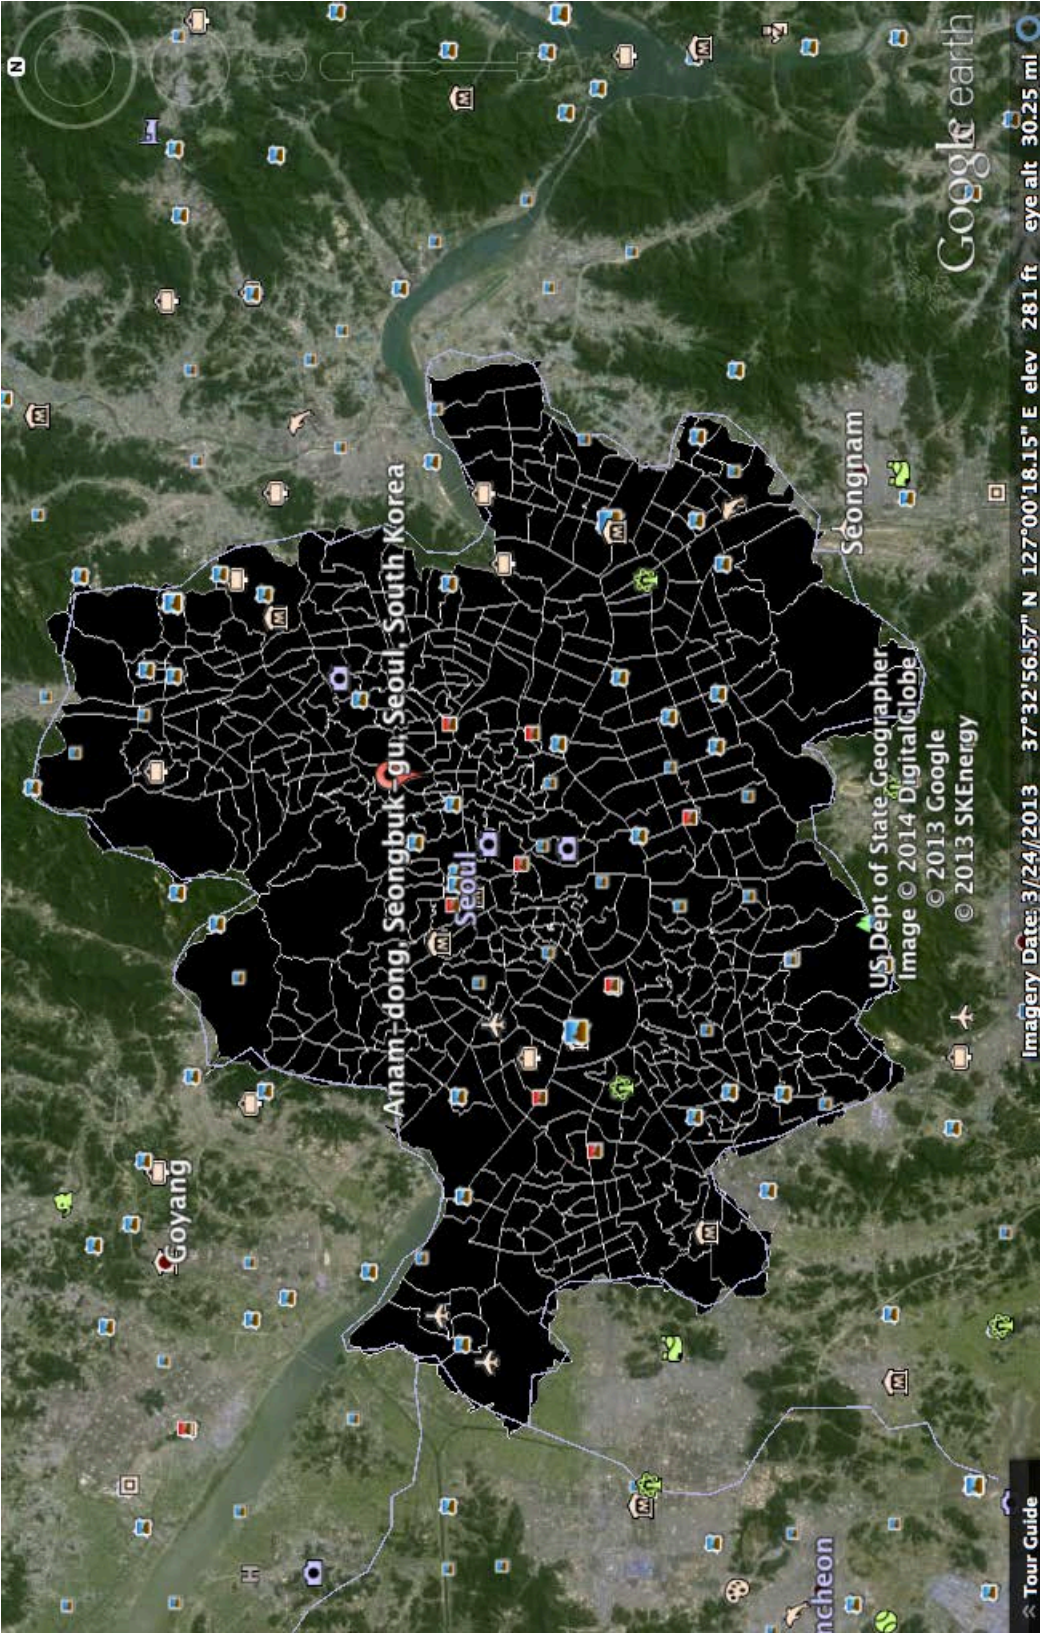 N
Goyang
Anam-dong, Seongbuk-gu, Seoul, South Korea
Seoul
Seongnam
ncheon
US Dept of State Geographer
Image © 2014 DigitalGlobe
© 2013 Google
© 2013 SKEnergy
Google earth
Tour Guide
Imagery Date: 3/24/2013 37°32'56.57" N 127°00'18.15" E elev 281 ft eye alt 30.25 mi